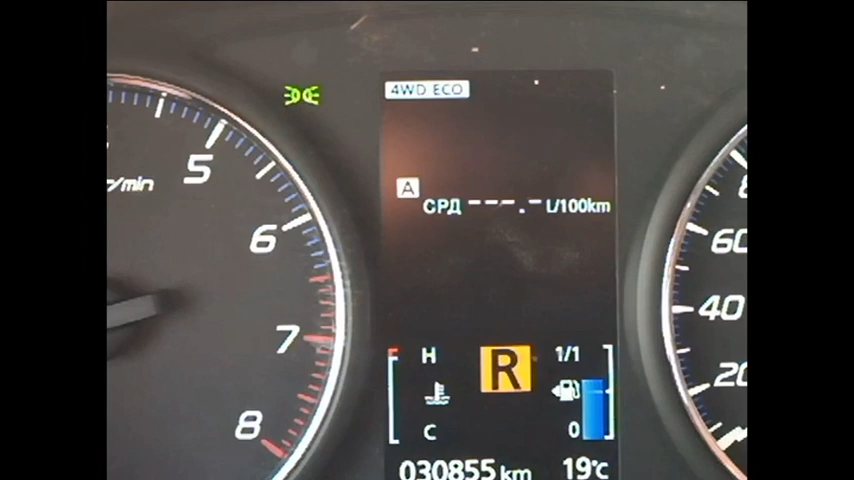 4WD ECO
5
r/min
A
СРД ---.- L/100km
6
60
40
7
H
R
1/1
20
8
C
0
030855 km
19°C